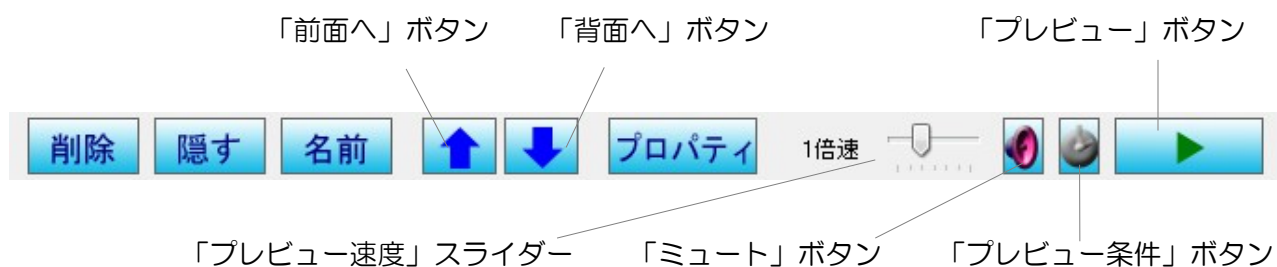 「前面へ」ボタン 「背面へ」ボタン 「プレビュー」ボタン
削除 隠す 名前 プロパティ 1倍速
「プレビュー速度」スライダー 「ミュート」ボタン 「プレビュー条件」ボタン